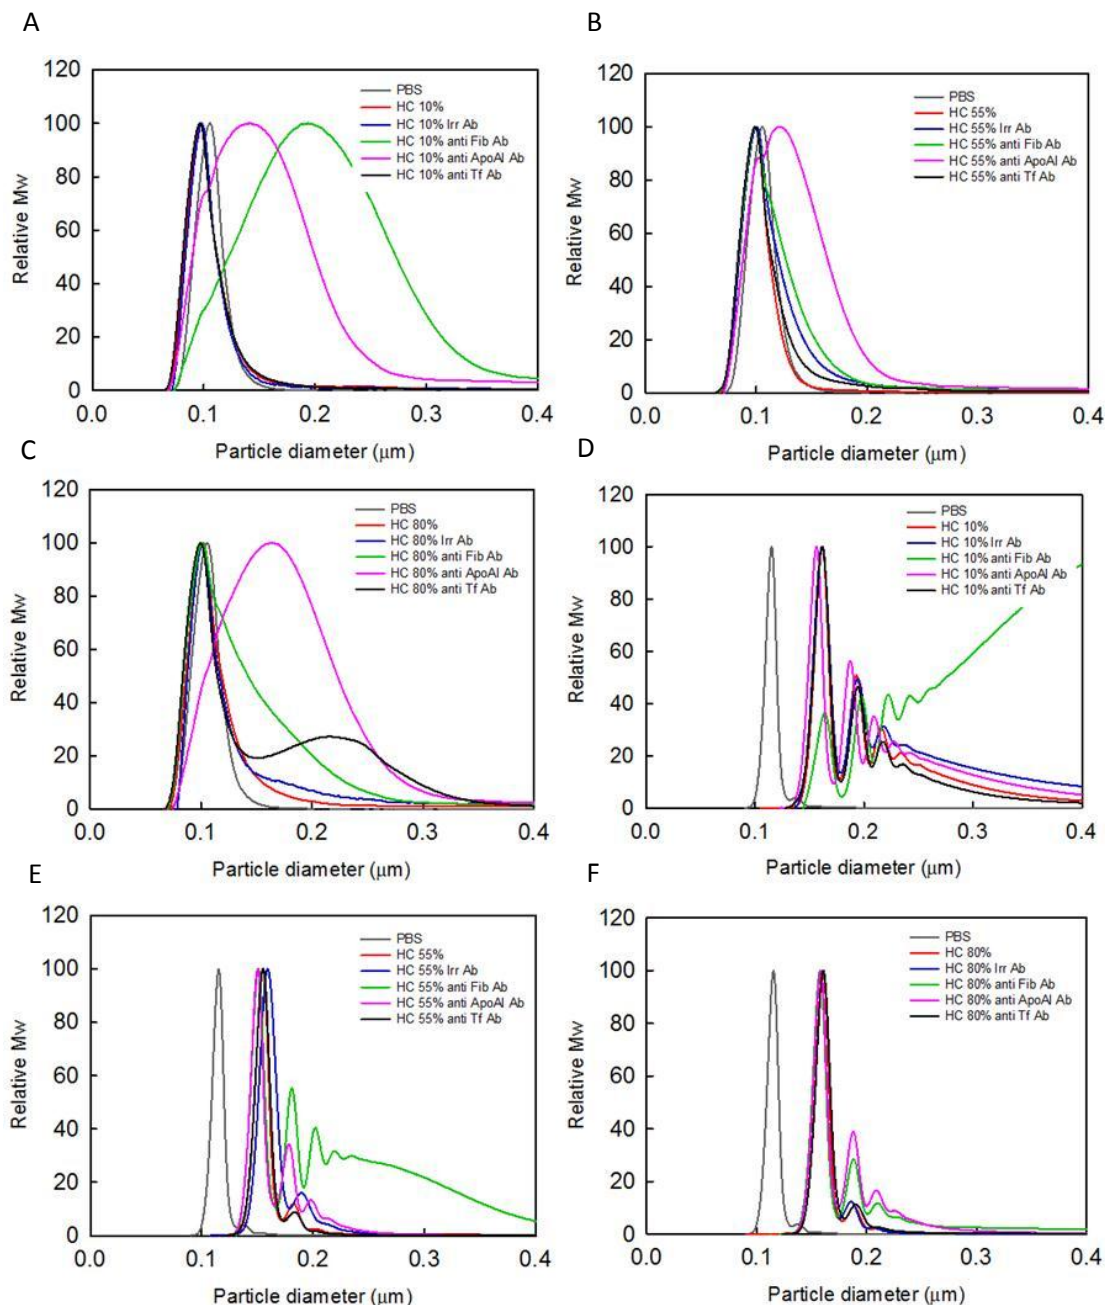 A
120
100
80
60
40
20
0
Relative Mw
PBS
HC 10%
HC 10% Irr Ab
HC 10% anti Fib Ab
HC 10% anti ApoAI Ab
HC 10% anti Tf Ab
0.0 0.1 0.2 0.3 0.4
Particle diameter (μm)
B
120
100
80
60
40
20
0
Relative Mw
PBS
HC 55%
HC 55% Irr Ab
HC 55% anti Fib Ab
HC 55% anti ApoAI Ab
HC 55% anti Tf Ab
0.0 0.1 0.2 0.3 0.4
Particle diameter (μm)
C
120
100
80
60
40
20
0
Relative Mw
PBS
HC 80%
HC 80% Irr Ab
HC 80% anti Fib Ab
HC 80% anti ApoAI Ab
HC 80% anti Tf Ab
0.0 0.1 0.2 0.3 0.4
Particle diameter (μm)
D
120
100
80
60
40
20
0
Relative Mw
PBS
HC 10%
HC 10% Irr Ab
HC 10% anti Fib Ab
HC 10% anti ApoAI Ab
HC 10% anti Tf Ab
0.0 0.1 0.2 0.3 0.4
Particle diameter (μm)
E
120
100
80
60
40
20
0
Relative Mw
PBS
HC 55%
HC 55% Irr Ab
HC 55% anti Fib Ab
HC 55% anti ApoAI Ab
HC 55% anti Tf Ab
0.0 0.1 0.2 0.3 0.4
Particle diameter (μm)
F
120
100
80
60
40
20
0
Relative Mw
PBS
HC 80%
HC 80% Irr Ab
HC 80% anti Fib Ab
HC 80% anti ApoAI Ab
HC 80% anti Tf Ab
0.0 0.1 0.2 0.3 0.4
Particle diameter (μm)